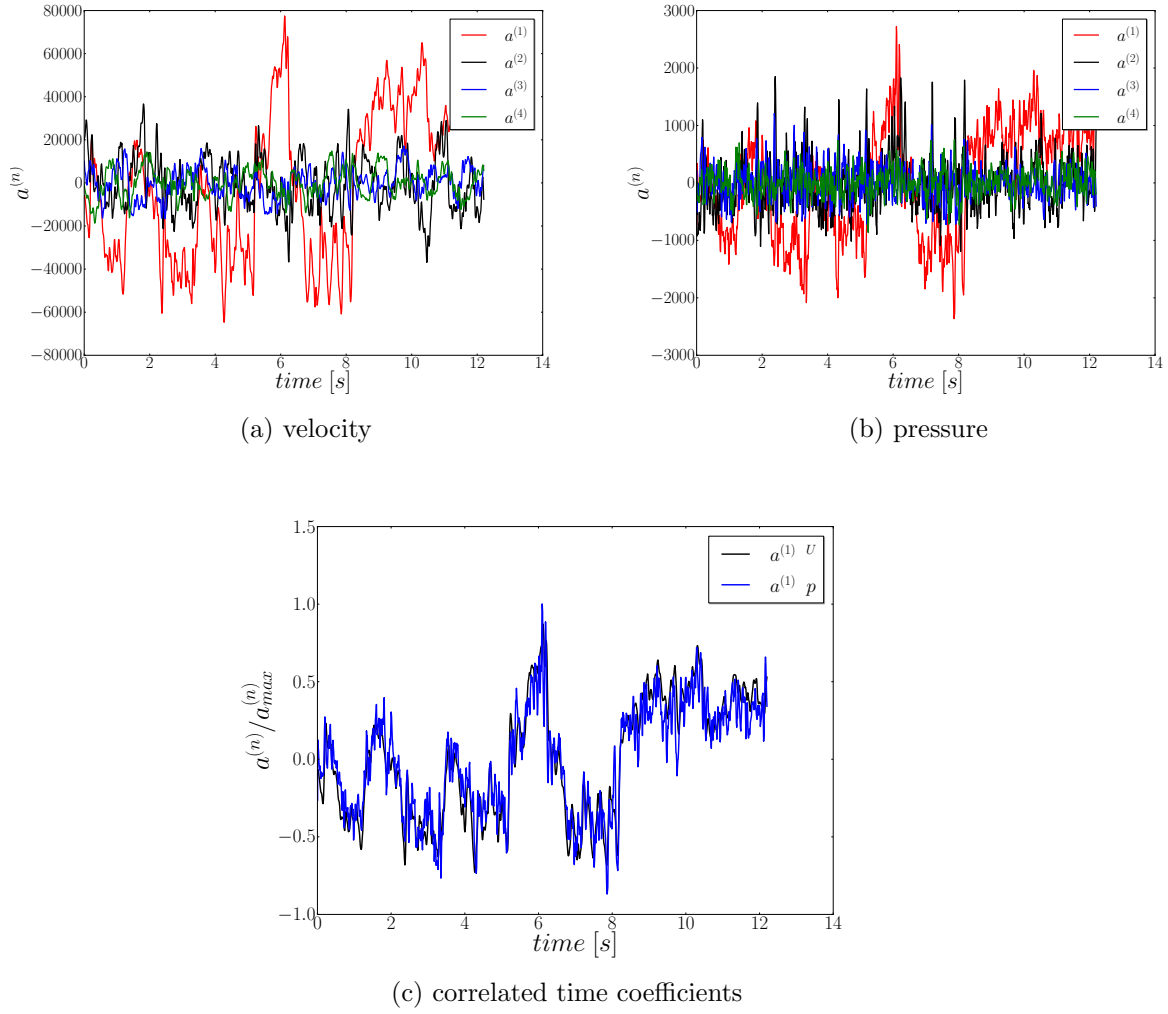 80000
60000
40000
20000
0
−20000
−40000
−60000
−80000
a^(n)
0 2 4 6 8 10 12 14
time [s]
a^(1)
a^(2)
a^(3)
a^(4)
(a) velocity
3000
2000
1000
0
−1000
−2000
−3000
a^(n)
0 2 4 6 8 10 12 14
time [s]
a^(1)
a^(2)
a^(3)
a^(4)
(b) pressure
1.5
1.0
0.5
0.0
−0.5
−1.0
a^(n)/a_max^(n)
0 2 4 6 8 10 12 14
time [s]
a^(1) U
a^(1) p
(c) correlated time coefficients